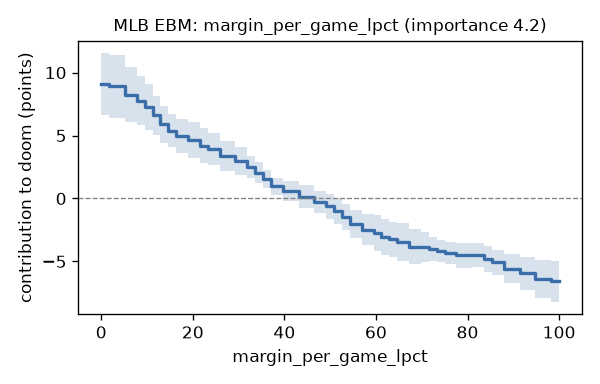 MLB EBM: margin_per_game_lpct (importance 4.2)
contribution to doom (points)
10
5
0
−5
0 20 40 60 80 100
margin_per_game_lpct